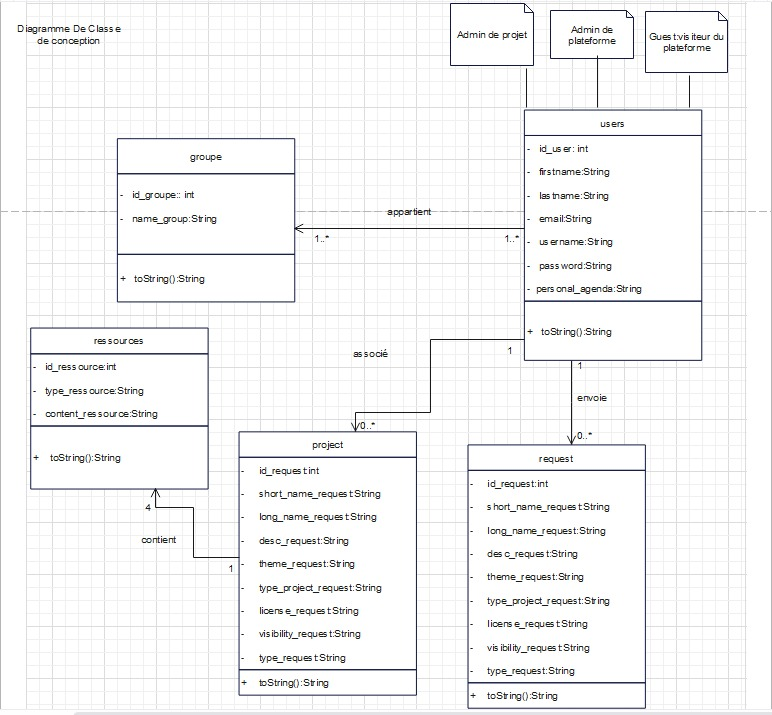 Diagramme De Classe
de conception
Admin de projet
Admin de
plateforme
Guest:visiteur du
plateforme
users
- id_user: int
- firstname:String
- lastname:String
- email:String
- username:String
- password:String
- personal_agenda:String
+ toString():String
groupe
- id_groupe:: int
- name_group:String
+ toString():String
appartient
1..*
1..*
ressources
- id_ressource:int
- type_ressource:String
- content_ressource:String
+ toString():String
associé
1
0..*
1
envoie
0..*
project
- id_request:int
- short_name_request:String
- long_name_request:String
- desc_request:String
- theme_request:String
- type_project_request:String
- license_request:String
- visibility_request:String
- type_request:String
+ toString():String
4
contient
1
request
- id_request:int
- short_name_request:String
- long_name_request:String
- desc_request:String
- theme_request:String
- type_project_request:String
- license_request:String
- visibility_request:String
- type_request:String
+ toString():String